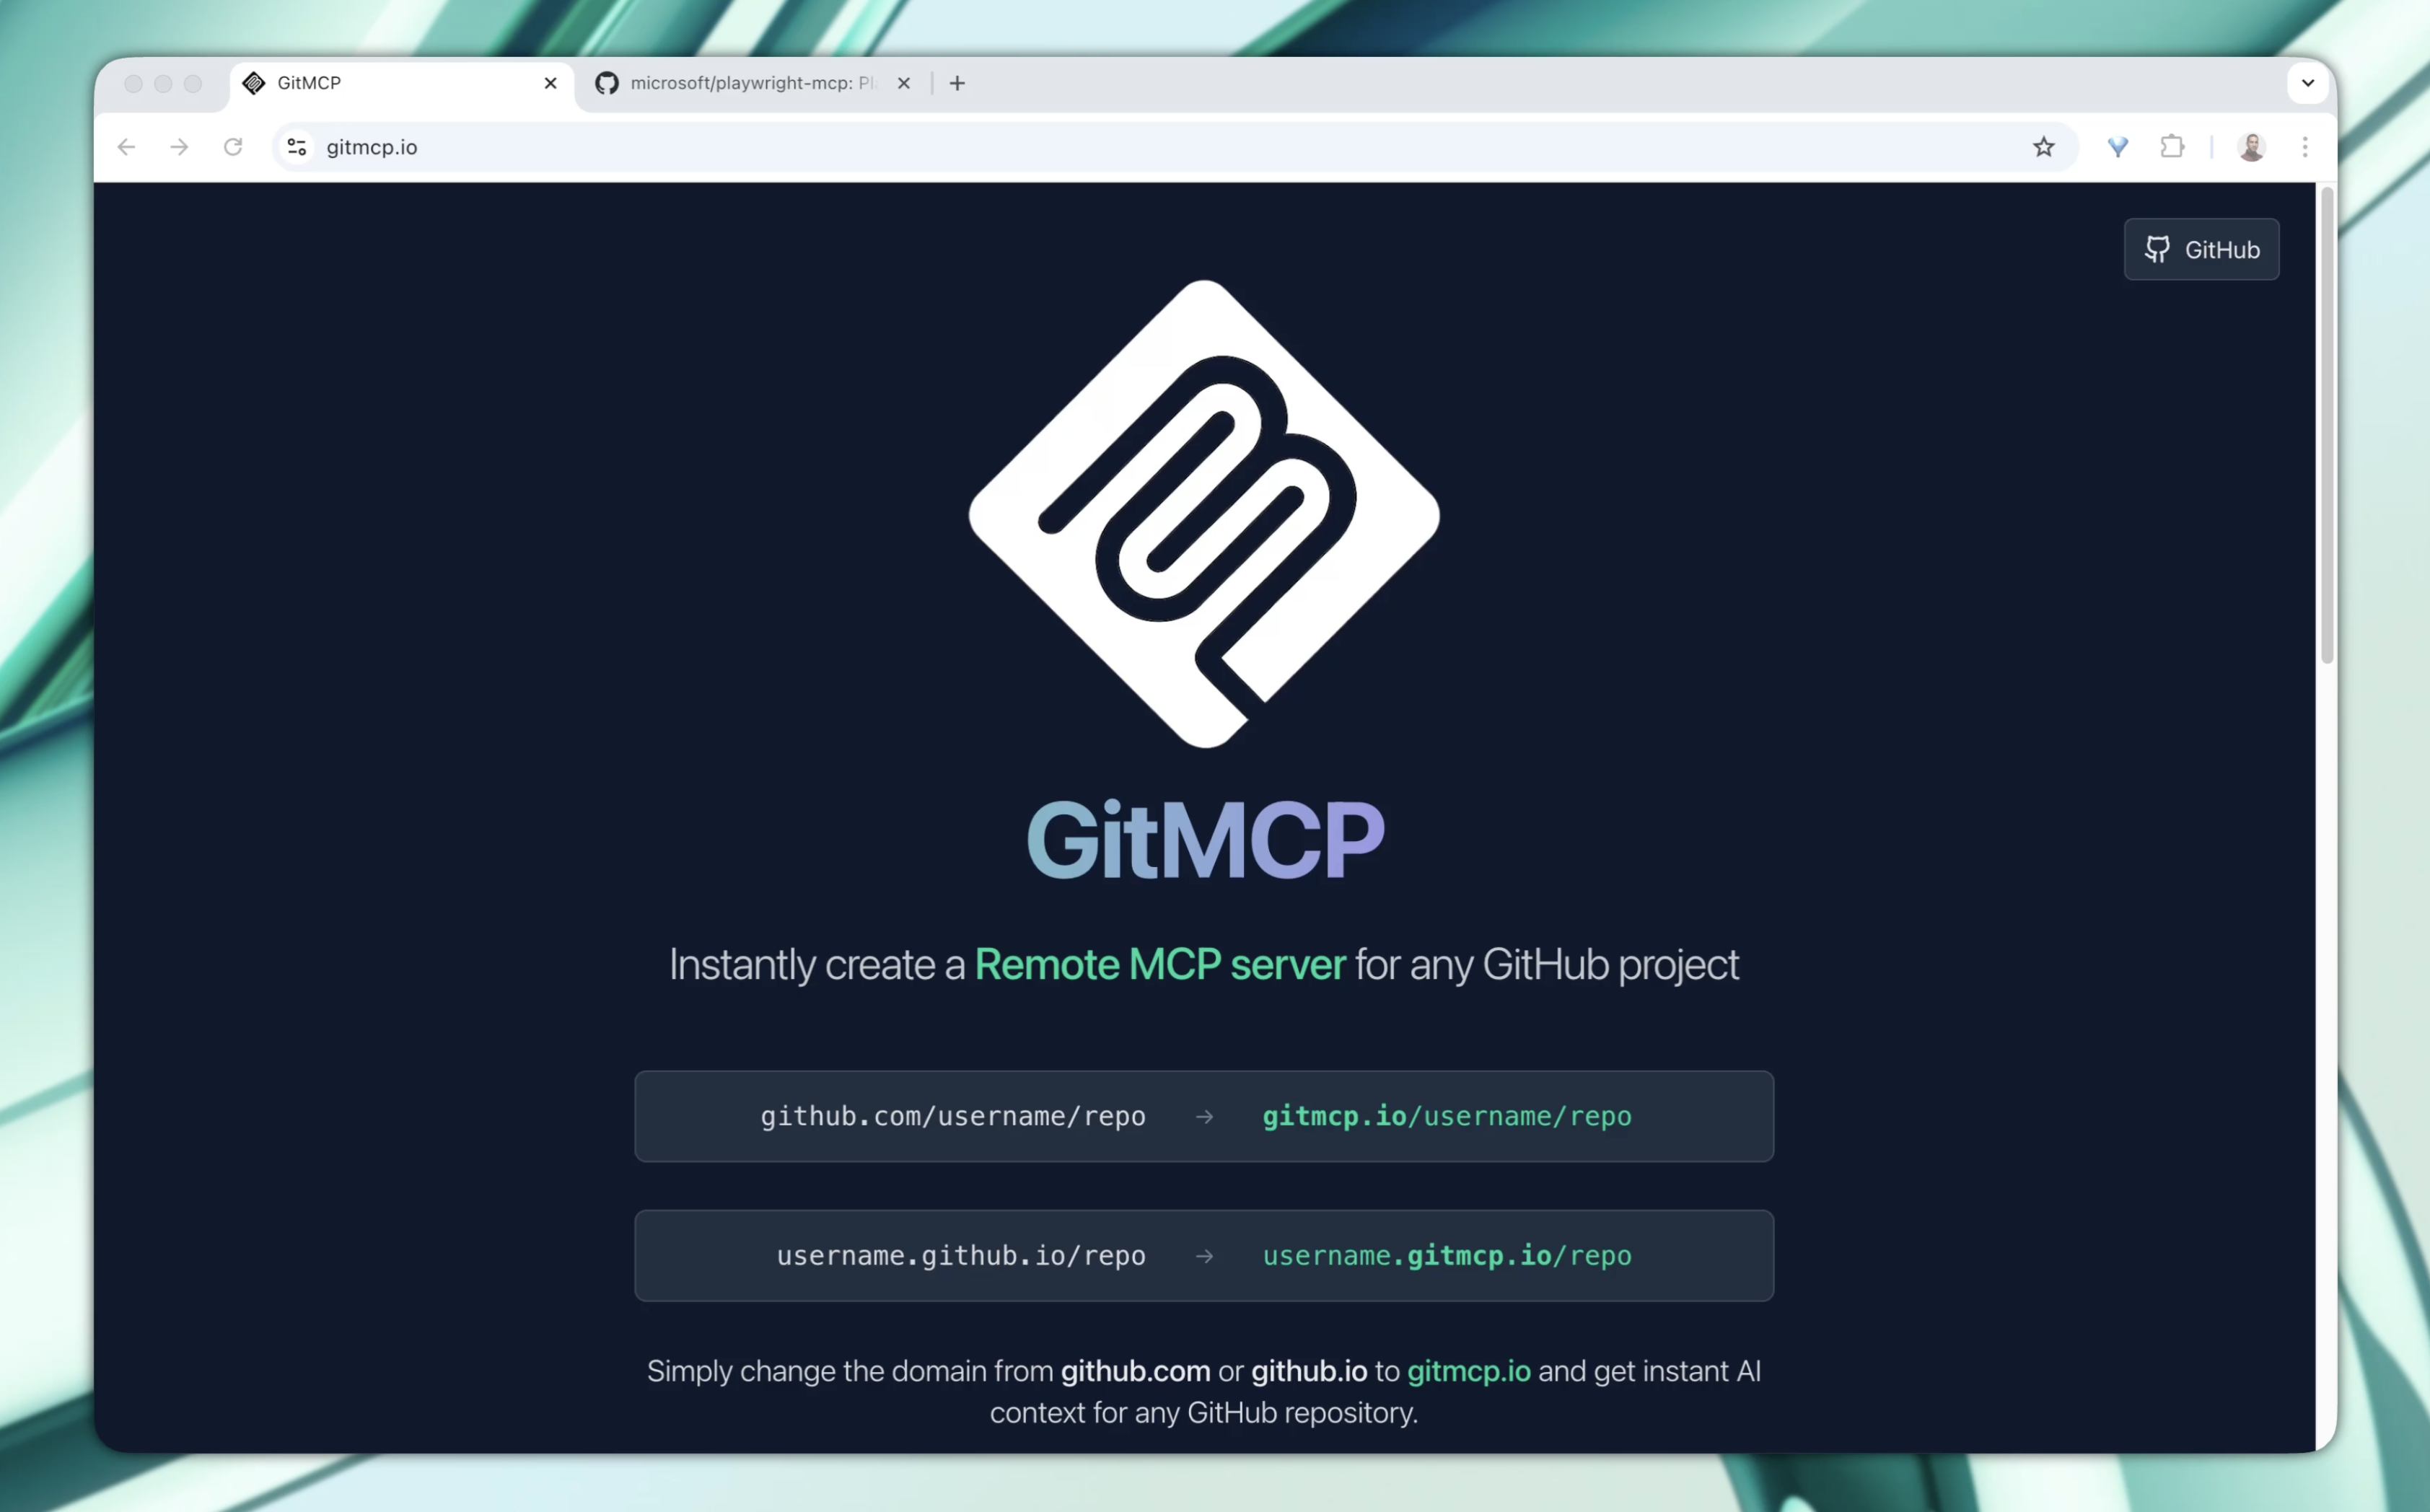 GitMCP
microsoft/playwright-mcp: Pl
gitmcp.io
GitHub
GitMCP
Instantly create a Remote MCP server for any GitHub project
github.com/username/repo → gitmcp.io/username/repo
username.github.io/repo → username.gitmcp.io/repo
Simply change the domain from github.com or github.io to gitmcp.io and get instant AI
context for any GitHub repository.